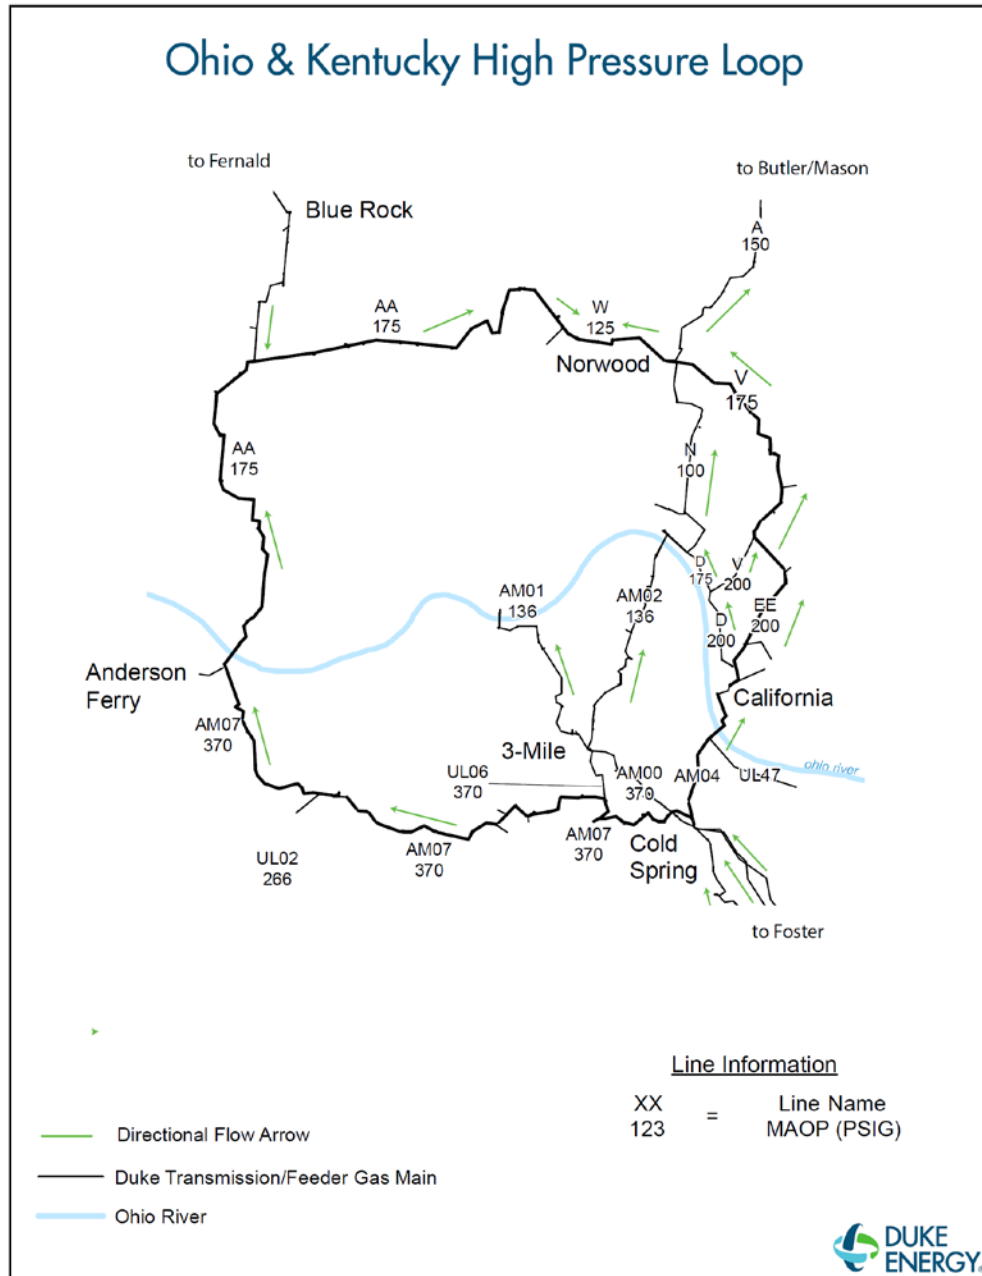 Ohio & Kentucky High Pressure Loop
to Fernald
to Butler/Mason
Blue Rock
A
150
AA
175
W
125
Norwood
V
175
AA
175
N
100
D
175
V
200
AM01
136
AM02
136
EE
200
D
200
Anderson
Ferry
California
AM07
370
3-Mile
ohio river
UL06
370
AM00
370
AM04
UL47
AM07
370
AM07
370
Cold
Spring
UL02
266
to Foster
Line Information
XX
123
=
Line Name
MAOP (PSIG)
Directional Flow Arrow
Duke Transmission/Feeder Gas Main
Ohio River
DUKE
ENERGY®